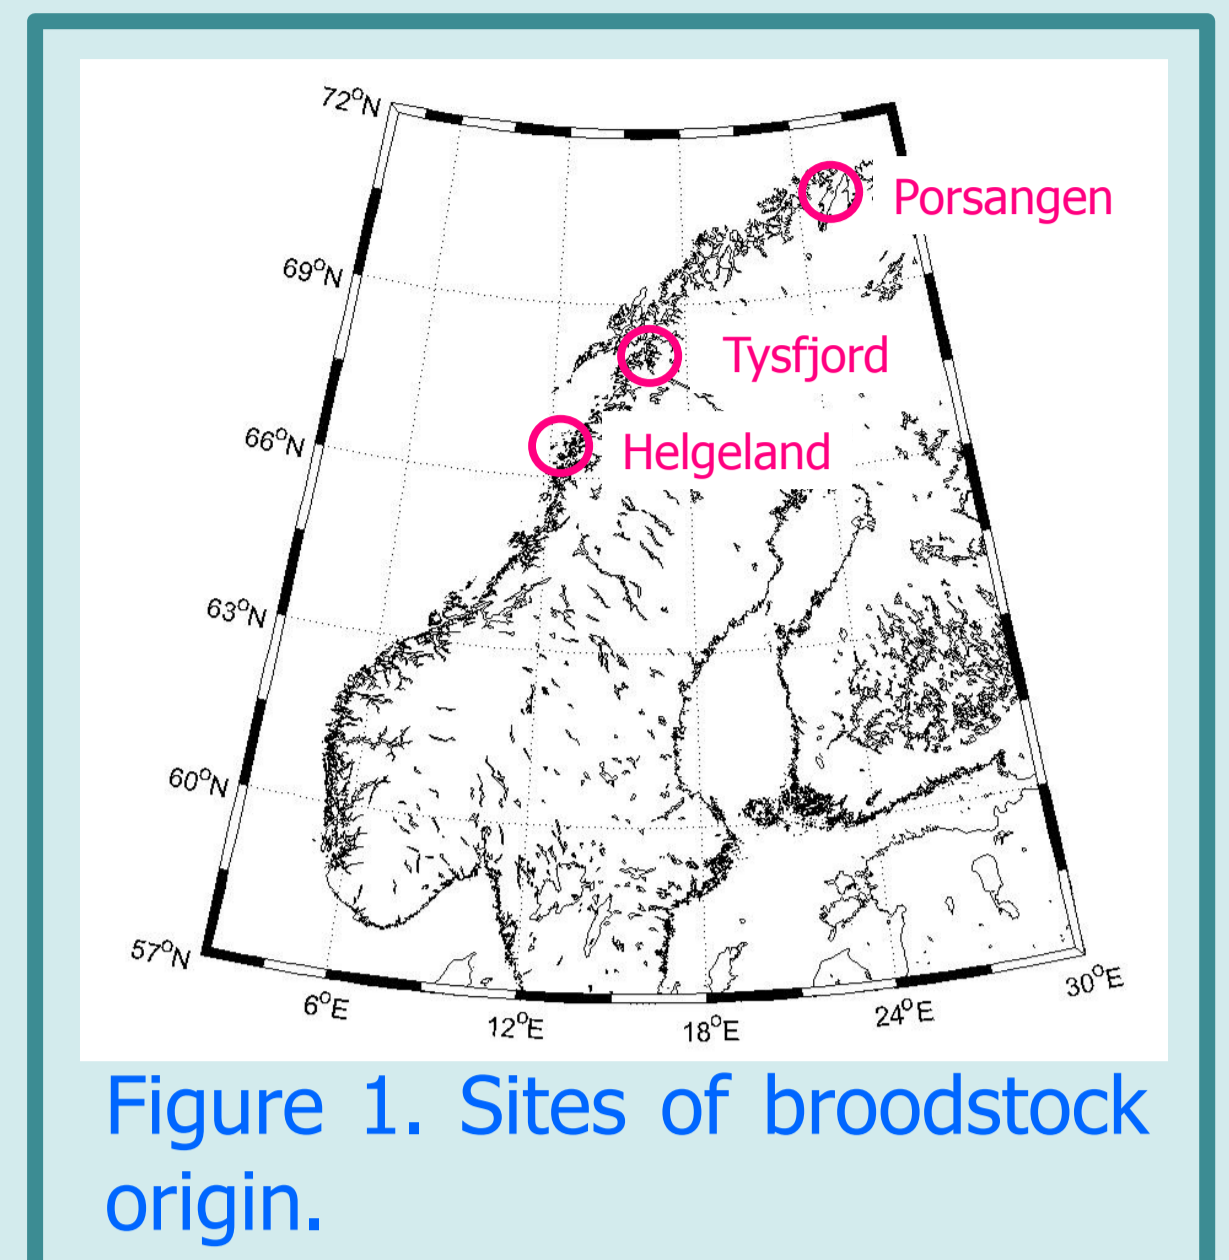 72°N
Porsangen
69°N
Tysfjord
66°N
Helgeland
63°N
60°N
57°N
6°E
12°E
18°E
24°E
30°E
Figure 1. Sites of broodstock
origin.